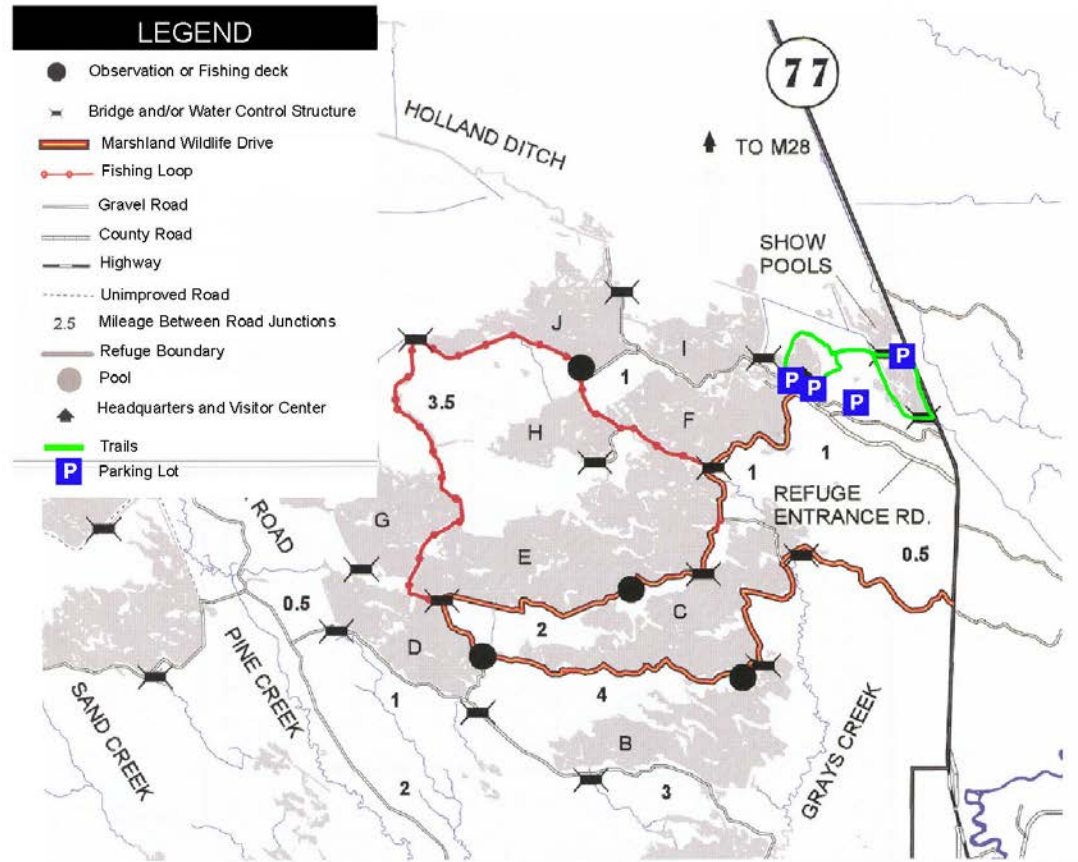 LEGEND
Observation or Fishing deck
Bridge and/or Water Control Structure
Marshland Wildlife Drive
Fishing Loop
Gravel Road
County Road
Highway
Unimproved Road
2.5 Mileage Between Road Junctions
Refuge Boundary
Pool
Headquarters and Visitor Center
Trails
P Parking Lot
77
HOLLAND DITCH
TO M28
SHOW
POOLS
J
I
1
P
P
P
P
3.5
H
F
1
1
REFUGE
ENTRANCE RD.
ROAD
G
E
0.5
0.5
C
2
D
PINE CREEK
4
SAND CREEK
1
B
GRAYS CREEK
2
3